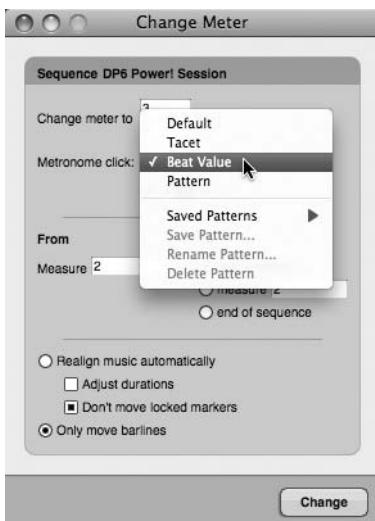 Change Meter
Sequence DP6 Power! Session
Change meter to 3
Default
Tacet
Metronome click: ✓ Beat Value
Pattern
Saved Patterns
Save Pattern...
Rename Pattern...
Delete Pattern
From
Measure 2
measure 2
end of sequence
Realign music automatically
Adjust durations
Don't move locked markers
Only move barlines
Change